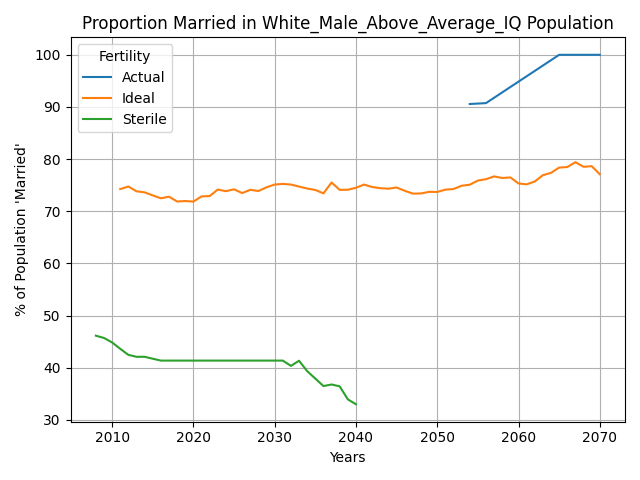 Proportion Married in White_Male_Above_Average_IQ Population
Fertility
Actual
Ideal
Sterile
% of Population 'Married'
100
90
80
70
60
50
40
30
2010 2020 2030 2040 2050 2060 2070
Years